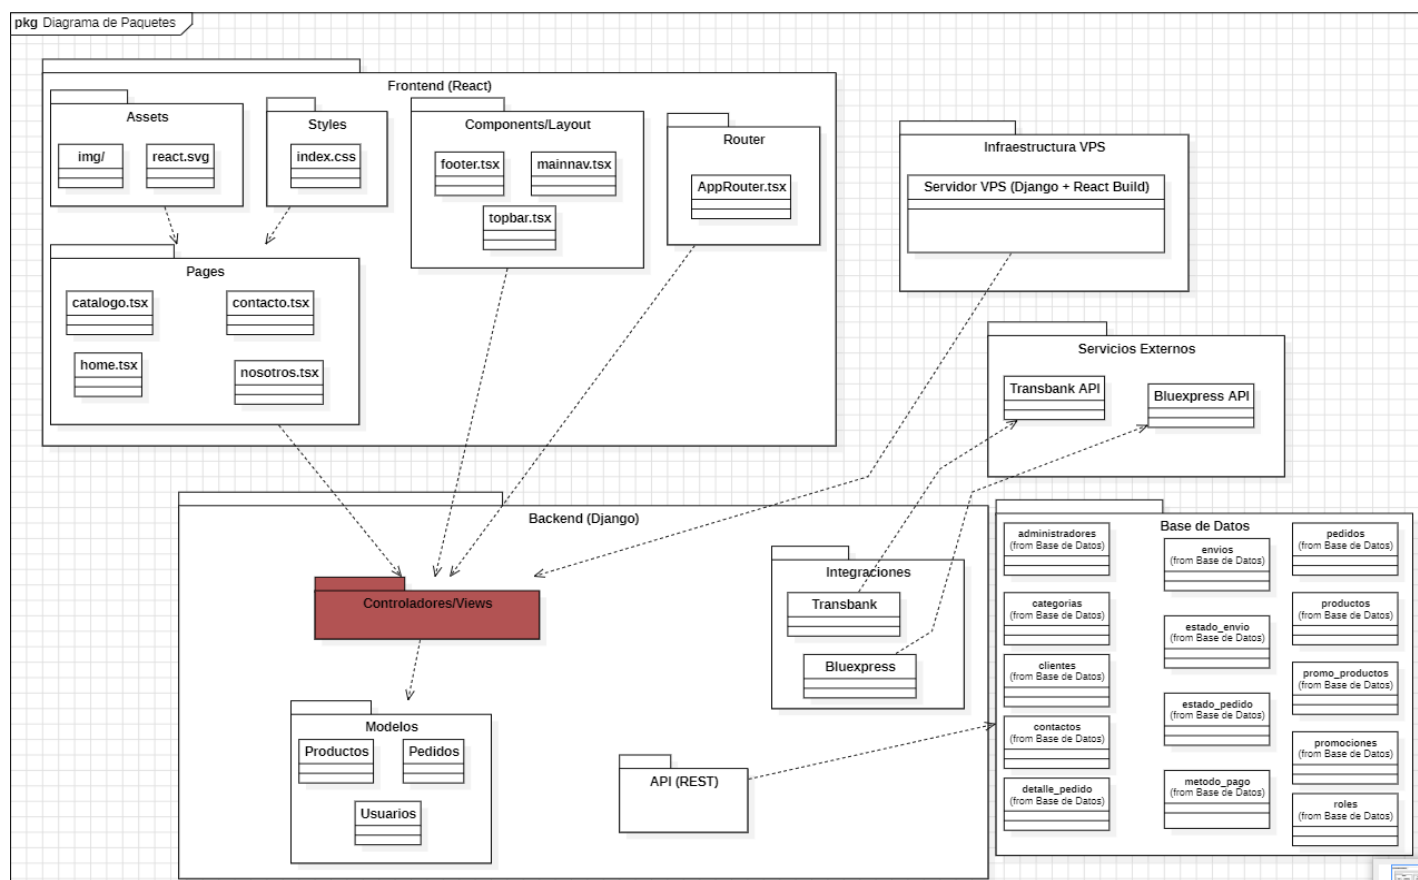 pkg Diagrama de Paquetes
Frontend (React)
Assets
img/
react.svg
Styles
index.css
Components/Layout
footer.tsx
mainnav.tsx
topbar.tsx
Router
AppRouter.tsx
Pages
catalogo.tsx
contacto.tsx
home.tsx
nosotros.tsx
Infraestructura VPS
Servidor VPS (Django + React Build)
Servicios Externos
Transbank API
Bluexpress API
Backend (Django)
Controladores/Views
Modelos
Productos
Pedidos
Usuarios
Integraciones
Transbank
Bluexpress
API (REST)
Base de Datos
administradores
(from Base de Datos)
categorias
(from Base de Datos)
clientes
(from Base de Datos)
contactos
(from Base de Datos)
detalle_pedido
(from Base de Datos)
envios
(from Base de Datos)
estado_envio
(from Base de Datos)
estado_pedido
(from Base de Datos)
metodo_pago
(from Base de Datos)
pedidos
(from Base de Datos)
productos
(from Base de Datos)
promo_productos
(from Base de Datos)
promociones
(from Base de Datos)
roles
(from Base de Datos)